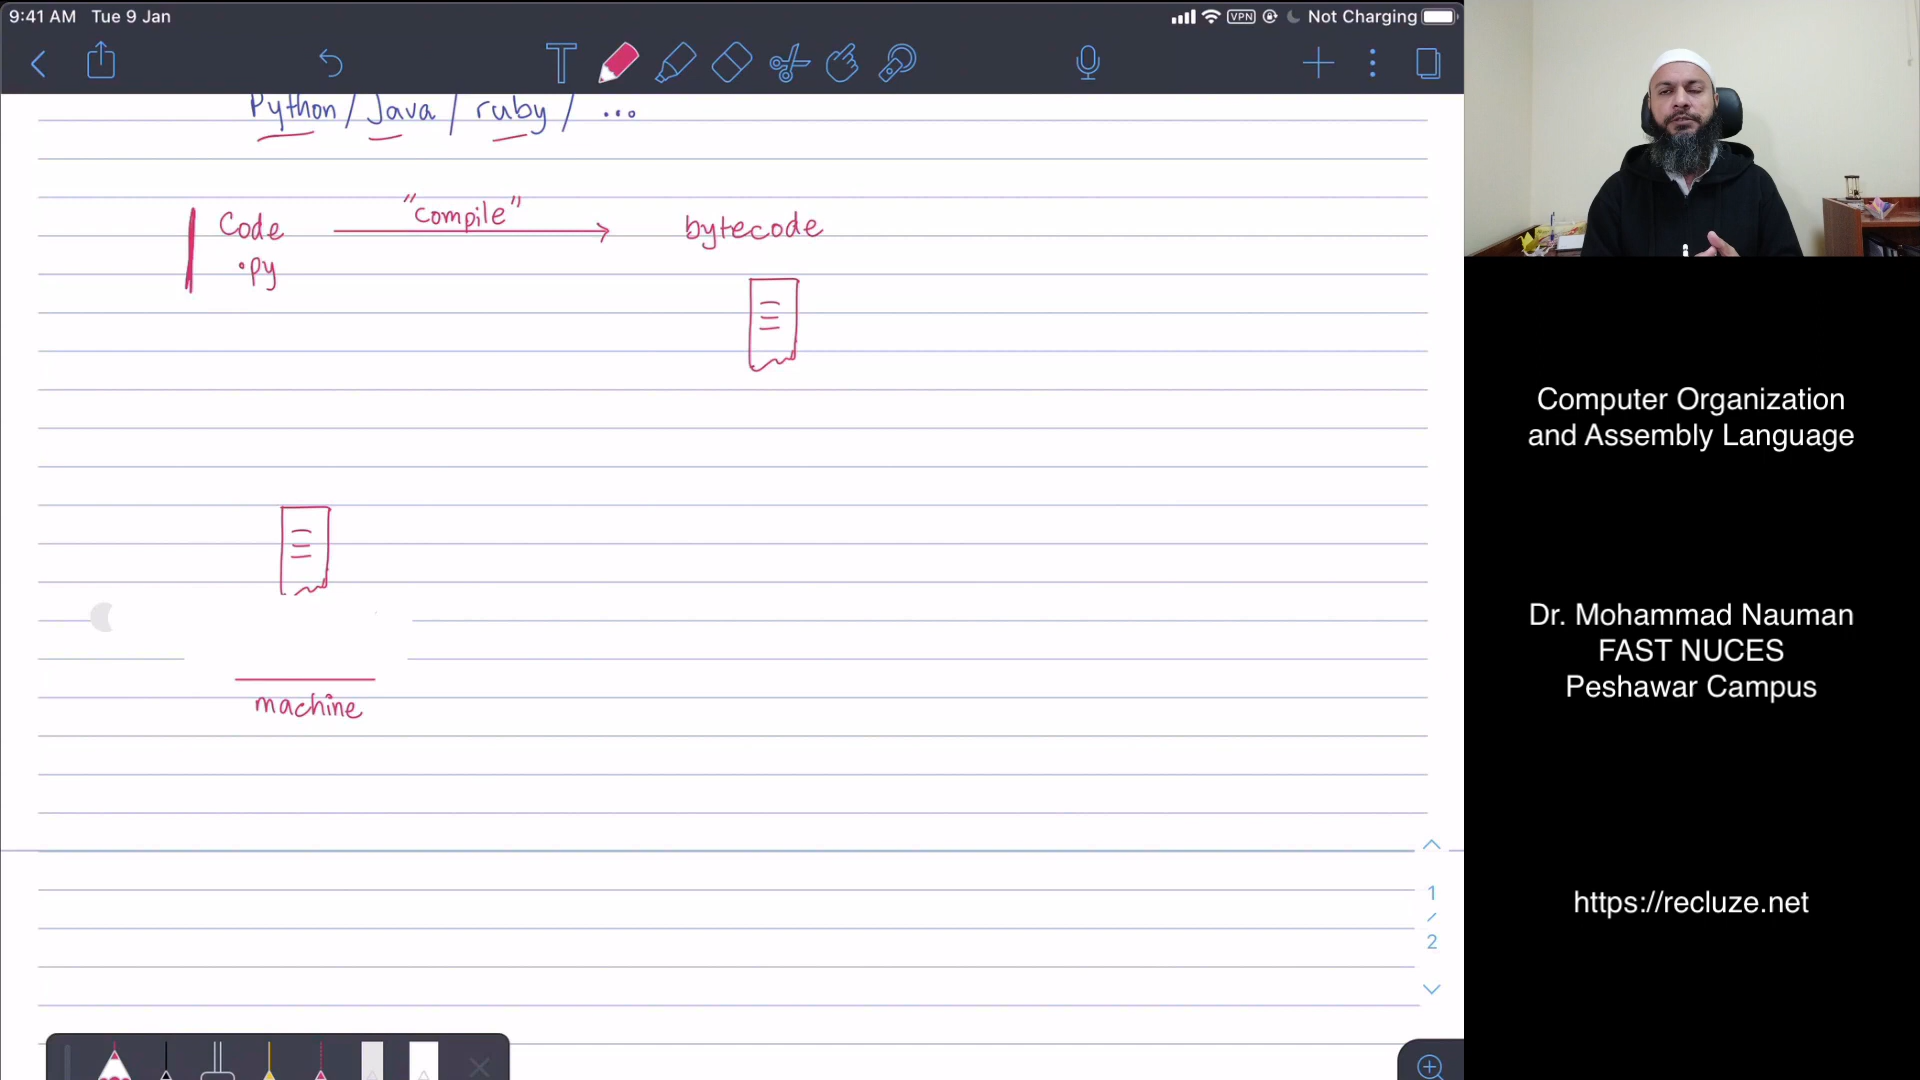 9:41 AM Tue 9 Jan
VPN Not Charging
Python / Java / ruby / ...
Code "compile" bytecode
.py
machine
1
/
2
Computer Organization
and Assembly Language
Dr. Mohammad Nauman
FAST NUCES
Peshawar Campus
https://recluze.net